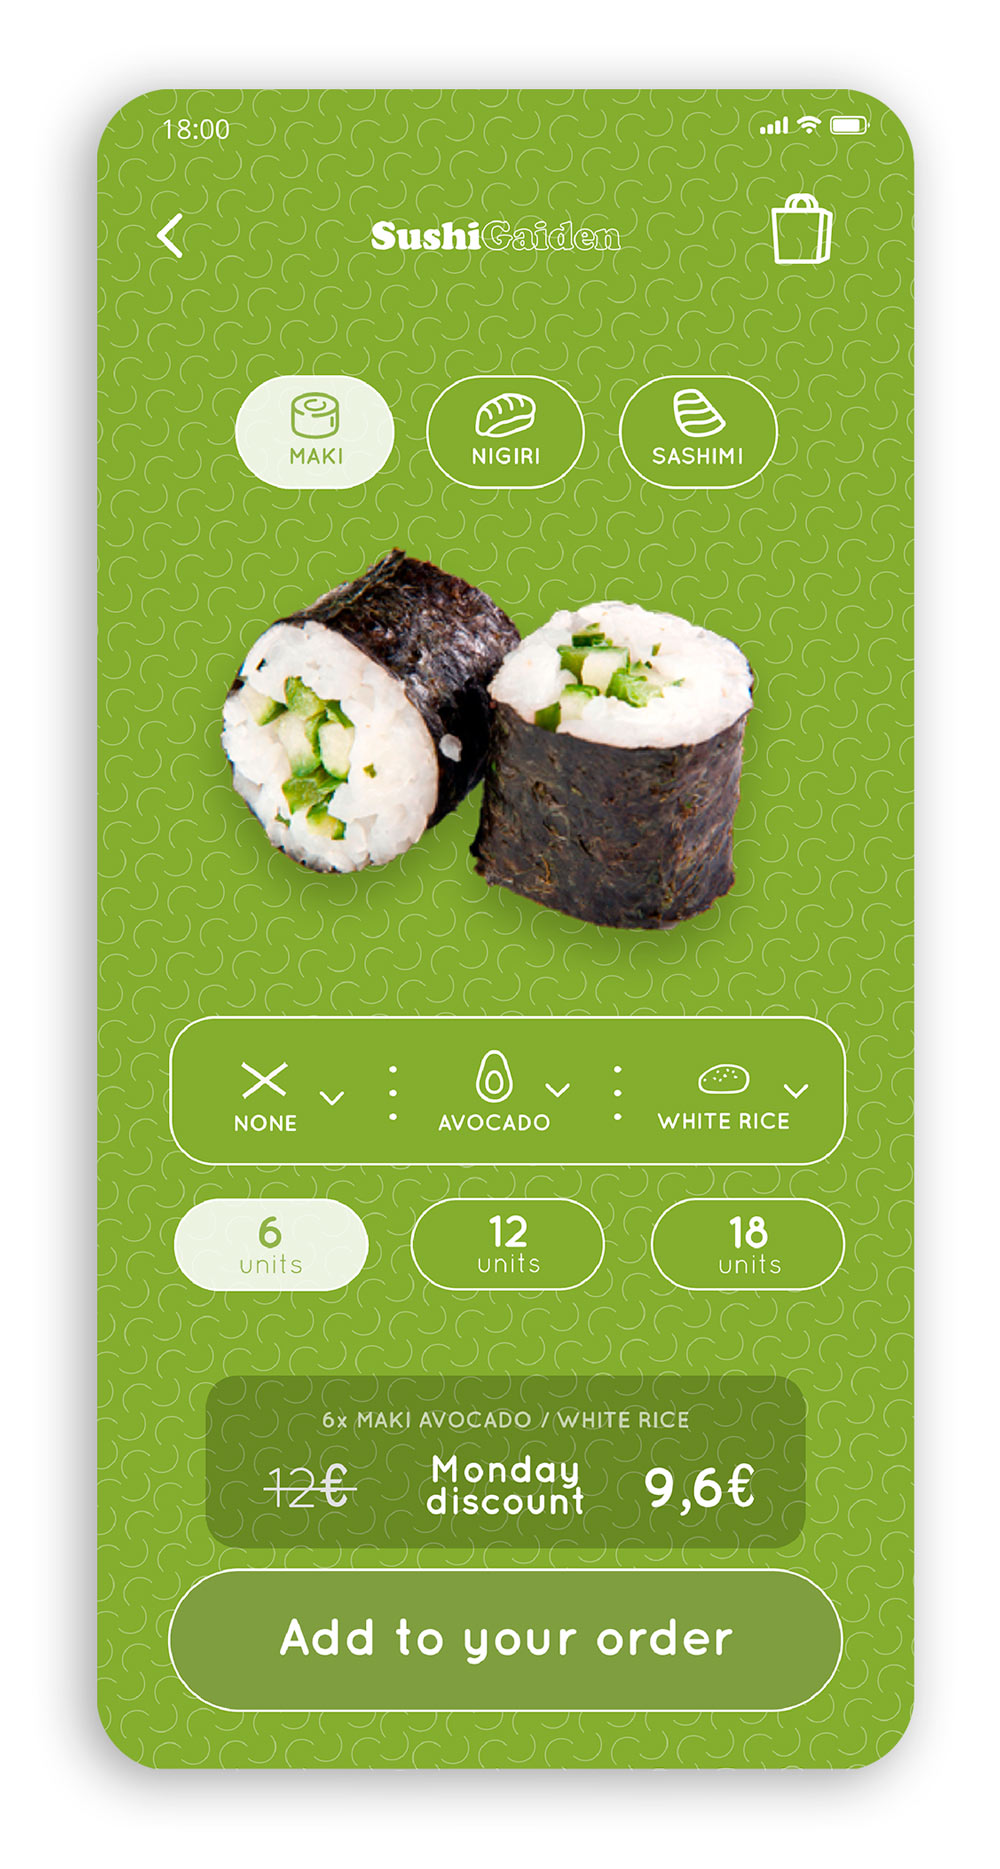 18:00
SushiGaiden
MAKI
NIGIRI
SASHIMI
NONE
AVOCADO
WHITE RICE
6
units
12
units
18
units
6x MAKI AVOCADO / WHITE RICE
12€
Monday
discount
9,6€
Add to your order